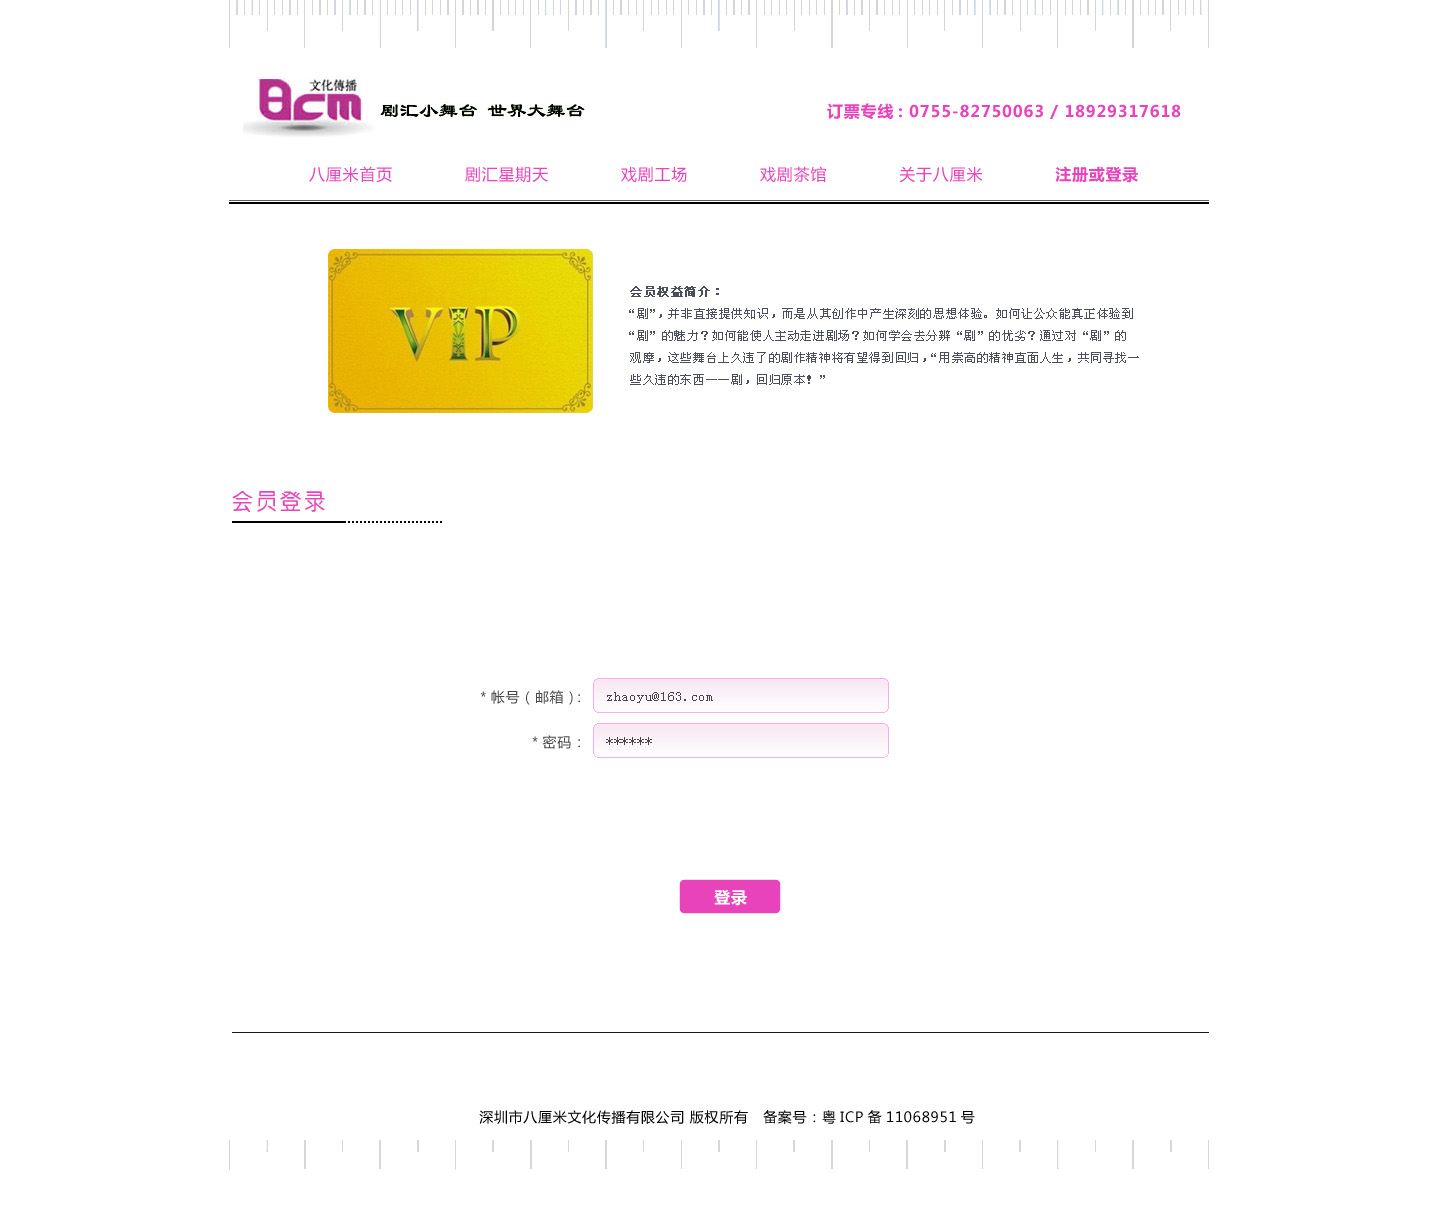 8cm 文化傳播
剧汇小舞台 世界大舞台
订票专线 : 0755-82750063 / 18929317618
八厘米首页 剧汇星期天 戏剧工场 戏剧茶馆 关于八厘米 注册或登录
VIP
会员权益简介：
“剧”，并非直接提供知识，而是从其创作中产生深刻的思想体验。如何让公众能真正体验到
“剧”的魅力？如何能使人主动走进剧场？如何学会去分辨“剧”的优劣？通过对“剧”的
观摩，这些舞台上久违了的剧作精神将有望得到回归，“用崇高的精神直面人生，共同寻找一
些久违的东西一一剧，回归原本！”
会员登录
* 帐号（邮箱）： zhaoyu@163.com
* 密码： ******
登录
深圳市八厘米文化传播有限公司 版权所有 备案号：粤 ICP 备 11068951 号